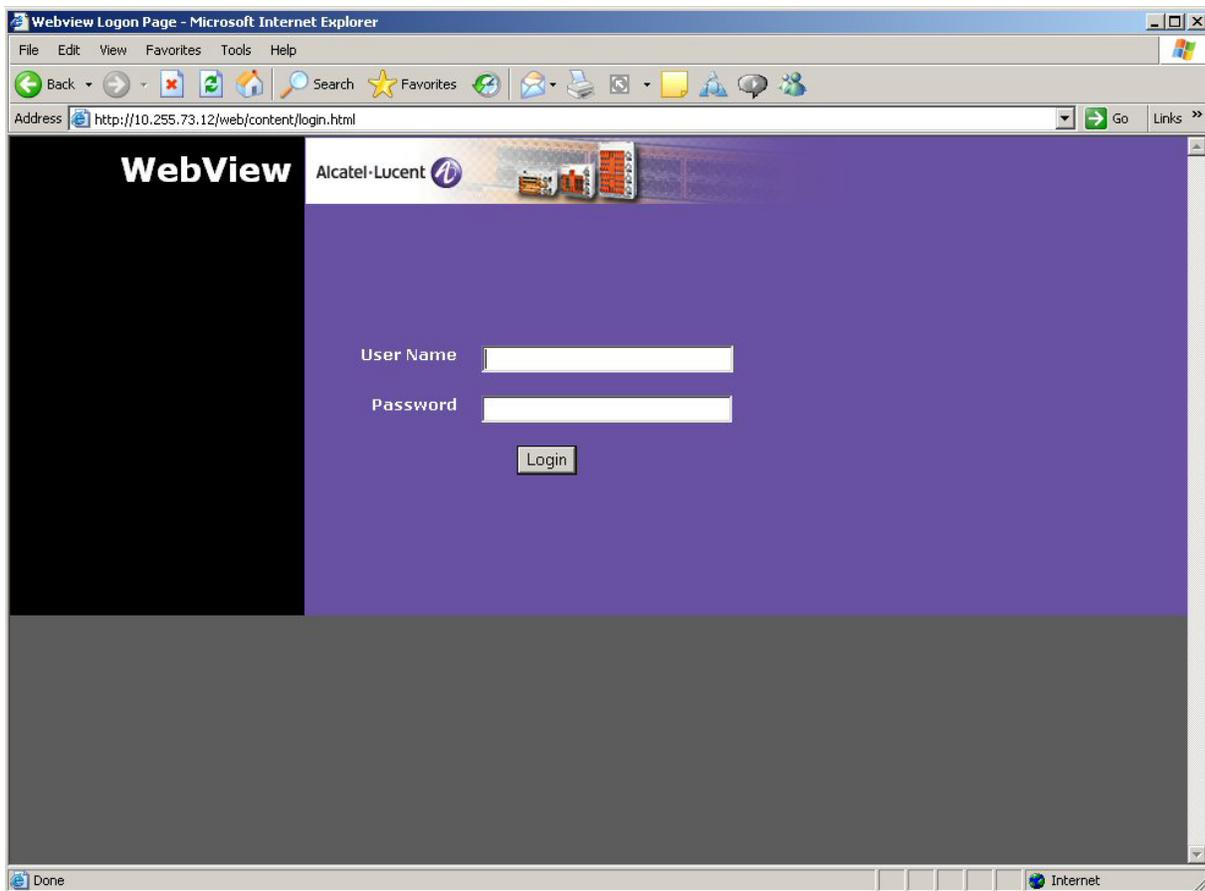 Webview Logon Page - Microsoft Internet Explorer
File Edit View Favorites Tools Help
Back Search Favorites
Address http://10.255.73.12/web/content/login.html Go Links »
WebView Alcatel·Lucent
User Name
Password
Login
Done Internet